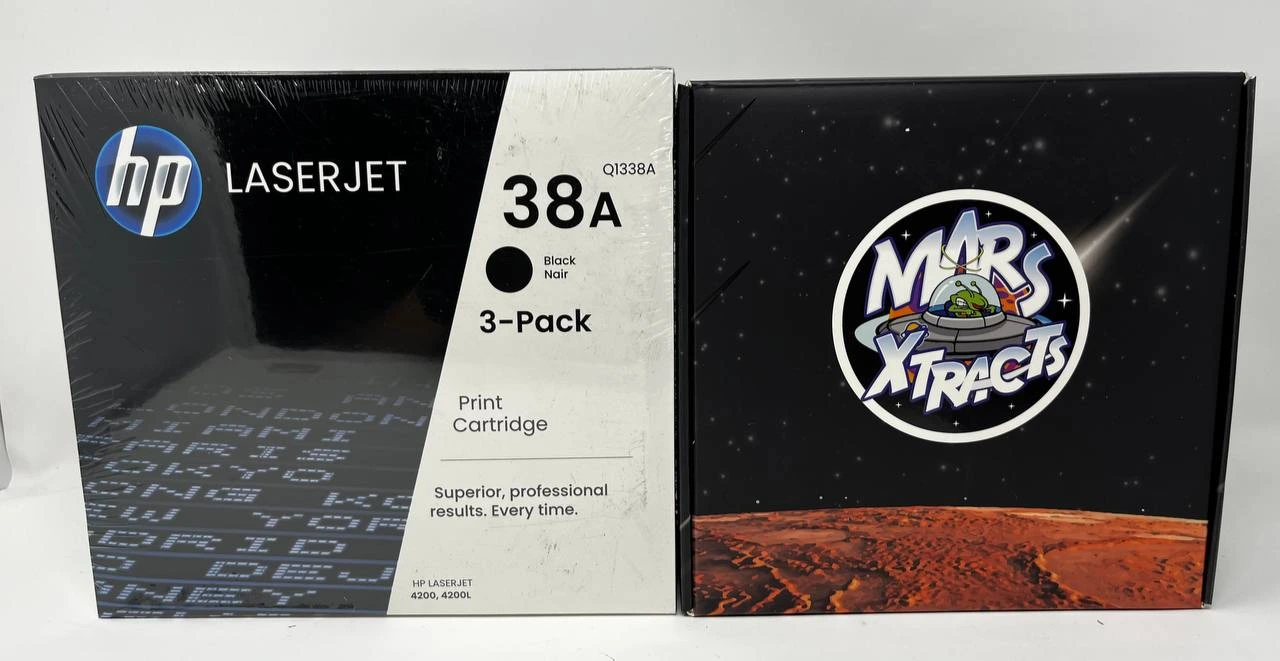 hp
LASERJET
Q1338A
38A
Black
Nair
3-Pack
Print
Cartridge
Superior, professional
results. Every time.
HP LASERJET
4200, 4200L
MARS
XTRACTS